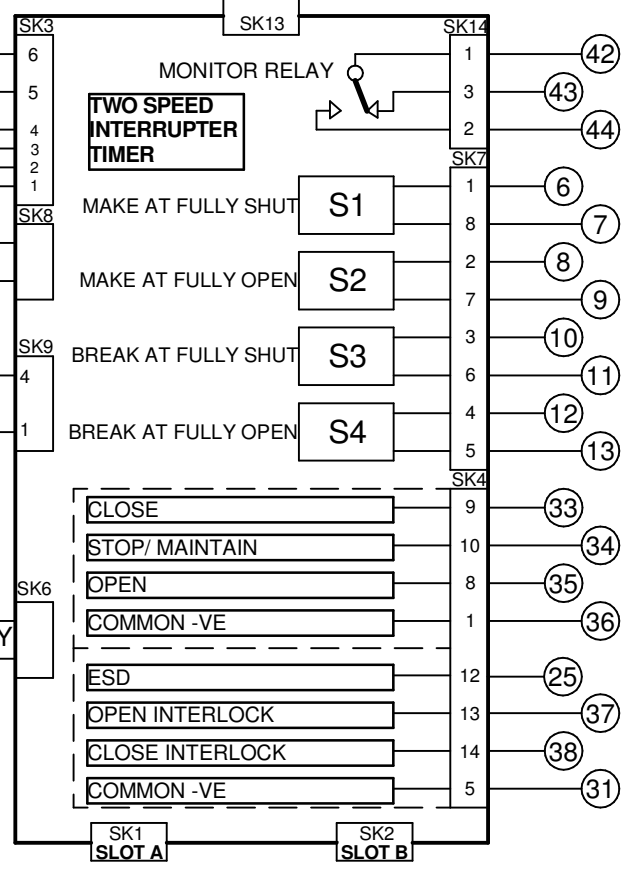 SK13
SK3
SK14
6
1
42
MONITOR RELAY
5
3
43
TWO SPEED
INTERRUPTER
TIMER
4
2
44
3
2
1
SK7
MAKE AT FULLY SHUT
S1
1
6
8
7
SK8
MAKE AT FULLY OPEN
S2
2
8
7
9
SK9
BREAK AT FULLY SHUT
S3
3
10
4
6
11
BREAK AT FULLY OPEN
S4
4
12
1
5
13
SK4
CLOSE
9
33
STOP/ MAINTAIN
10
34
OPEN
8
35
SK6
COMMON -VE
1
36
Y
ESD
12
25
OPEN INTERLOCK
13
37
CLOSE INTERLOCK
14
38
COMMON -VE
5
31
SK1
SLOT A
SK2
SLOT B